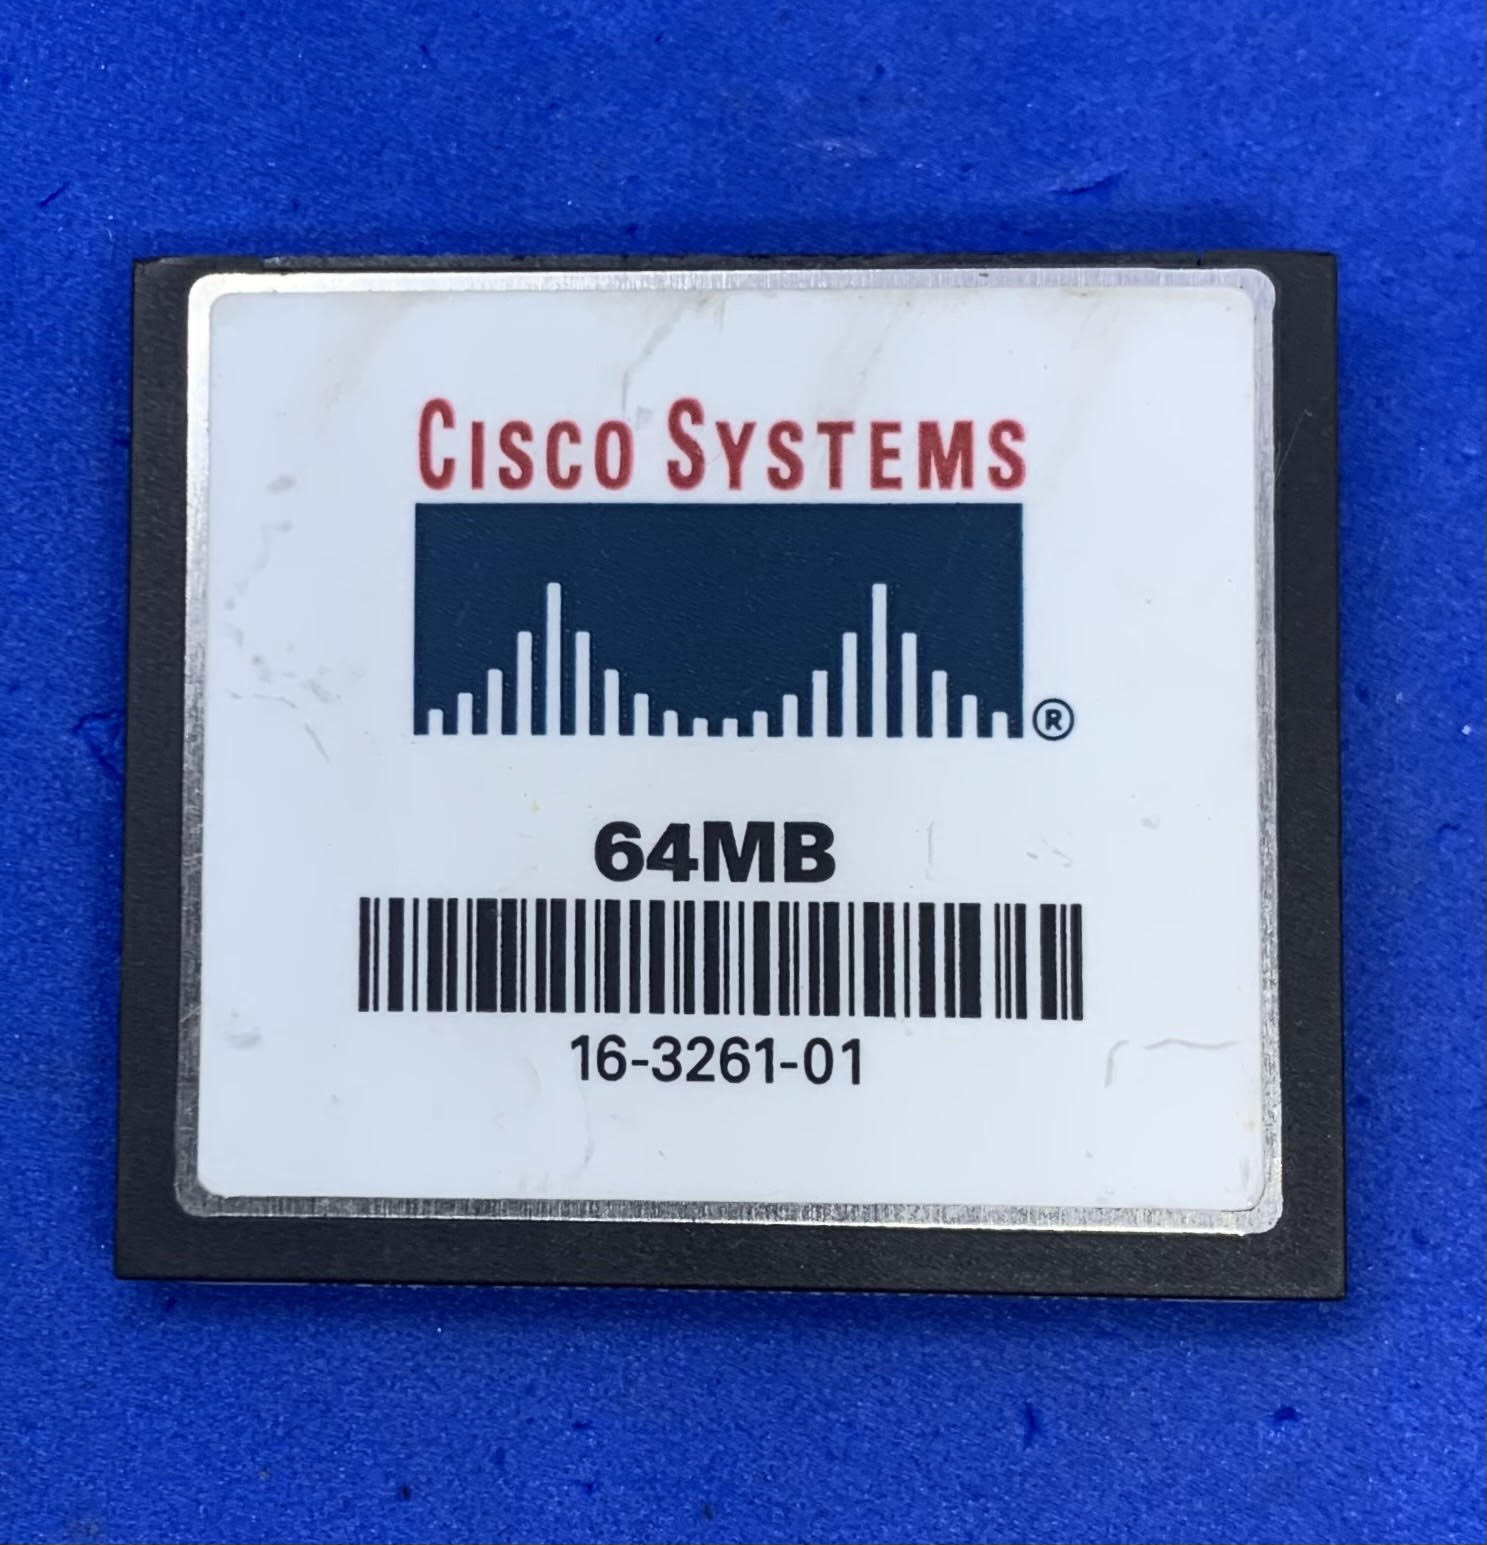 CISCO SYSTEMS
®
64MB
16-3261-01